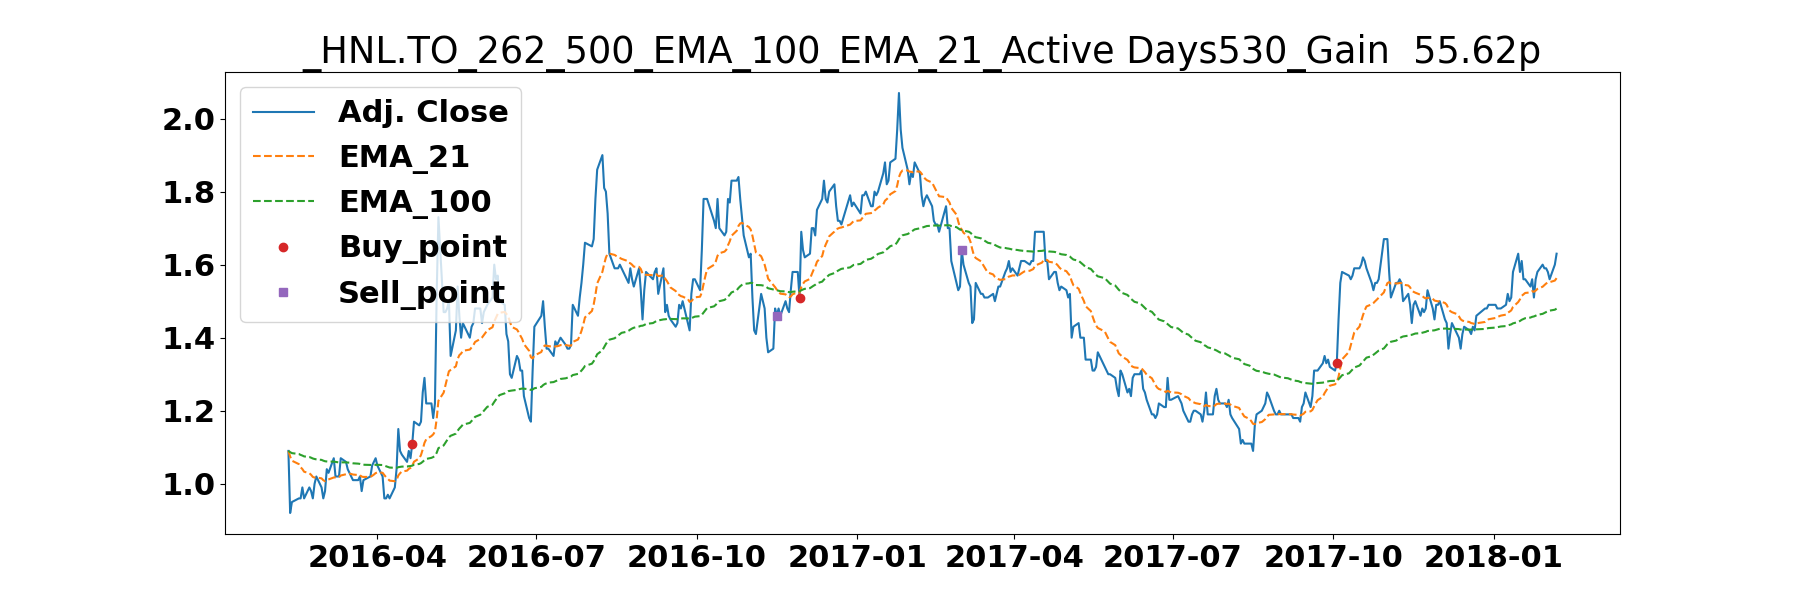 _HNL.TO_262_500_EMA_100_EMA_21_Active Days530_Gain  55.62p
Adj. Close
EMA_21
EMA_100
Buy_point
Sell_point
2.0
1.8
1.6
1.4
1.2
1.0
2016-04 2016-07 2016-10 2017-01 2017-04 2017-07 2017-10 2018-01